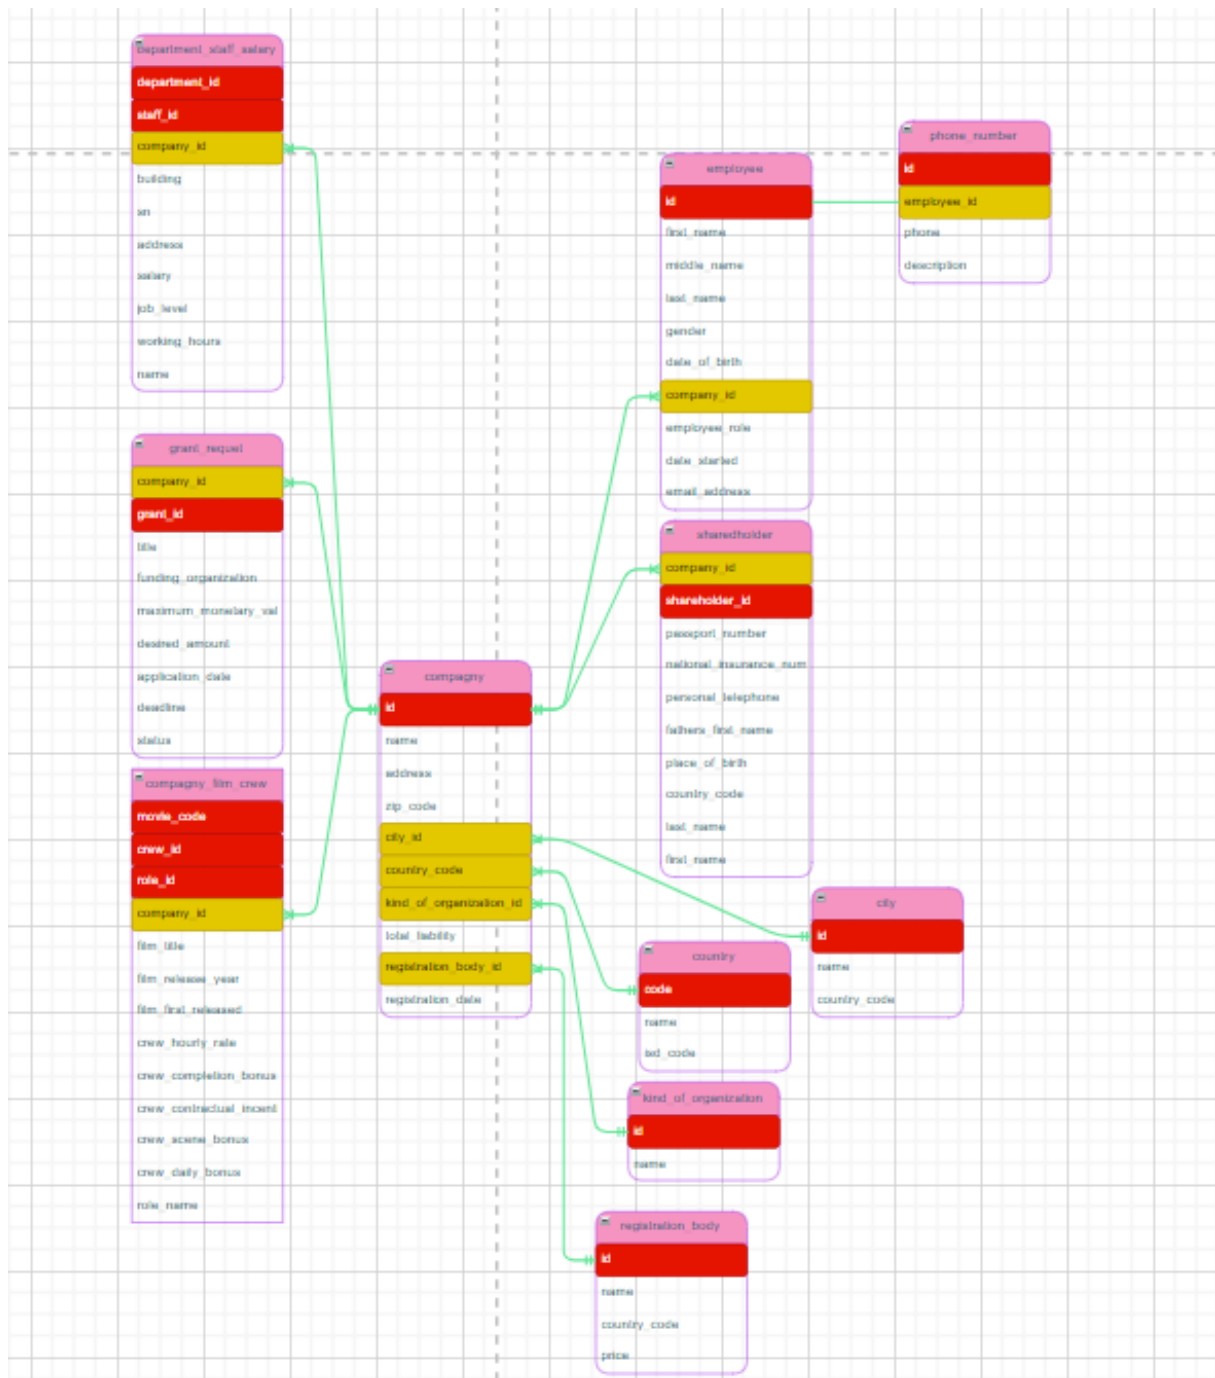 department_staff_salary
department_id
staff_id
company_id
building
sn
address
salary
job_level
working_hours
name
grant_requet
company_id
grant_id
title
funding_organization
maximum_monetary_val
desired_amount
application_date
deadline
status
compagny_film_crew
movie_code
crew_id
role_id
company_id
film_title
film_release_year
film_first_released
crew_hourly_rate
crew_completion_bonus
crew_contractual_incent
crew_scene_bonus
crew_daily_bonus
role_name
compagny
id
name
address
zip_code
city_id
country_code
kind_of_organization_id
total_liability
registration_body_id
registration_date
employee
id
first_name
middle_name
last_name
gender
date_of_birth
company_id
employee_role
date_started
email_address
phone_number
id
employee_id
phone
description
sharedholder
company_id
shareholder_id
passport_number
national_insurance_num
personal_telephone
fathers_first_name
place_of_birth
country_code
last_name
first_name
city
id
name
country_code
country
code
name
isd_code
kind_of_organization
id
name
registration_body
id
name
country_code
price